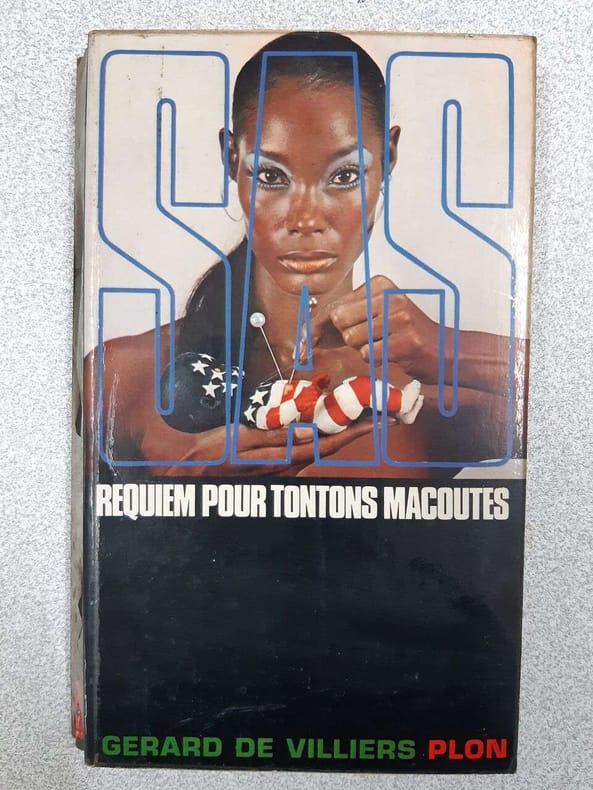 SAS
REQUIEM POUR TONTONS MACOUTES
GERARD DE VILLIERS PLON